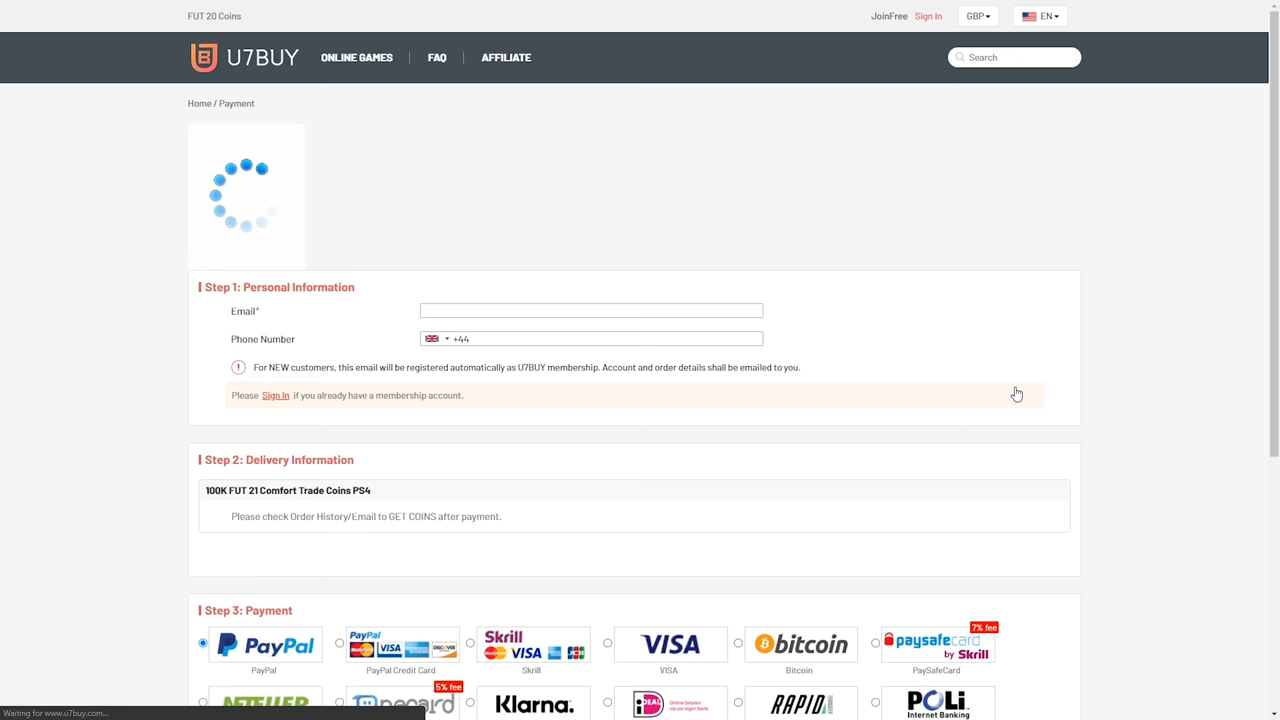 FUT 20 Coins
JoinFree Sign In GBP EN
U7BUY ONLINE GAMES FAQ AFFILIATE Search
Home / Payment
Step 1: Personal Information
Email*
Phone Number +44
! For NEW customers, this email will be registered automatically as U7BUY membership. Account and order details shall be emailed to you.
Please Sign In if you already have a membership account.
Step 2: Delivery Information
100K FUT 21 Comfort Trade Coins PS4
Please check Order History/Email to GET COINS after payment.
Step 3: Payment
7% fee
PayPal PayPal Skrill VISA bitcoin paysafecard
MasterCard VISA DISCOVER VISA JCB by Skrill
PayPal PayPal Credit Card Skrill VISA Bitcoin PaySafeCard
5% fee
NETELLER Klarna. iDEAL RAPID POLi
Internet Banking
Waiting for www.u7buy.com...